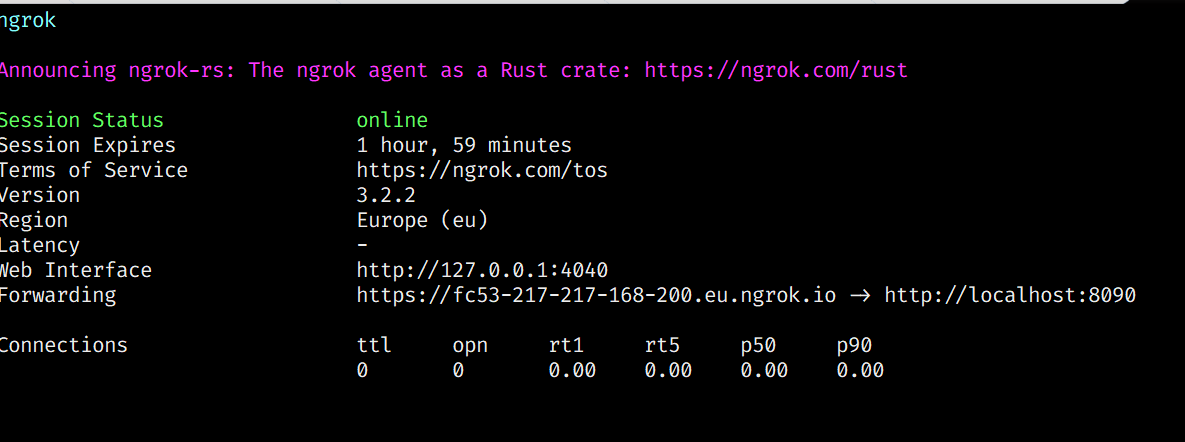 ngrok
Announcing ngrok-rs: The ngrok agent as a Rust crate: https://ngrok.com/rust
Session Status online
Session Expires 1 hour, 59 minutes
Terms of Service https://ngrok.com/tos
Version 3.2.2
Region Europe (eu)
Latency -
Web Interface http://127.0.0.1:4040
Forwarding https://fc53-217-217-168-200.eu.ngrok.io -> http://localhost:8090
Connections ttl opn rt1 rt5 p50 p90
0 0 0.00 0.00 0.00 0.00